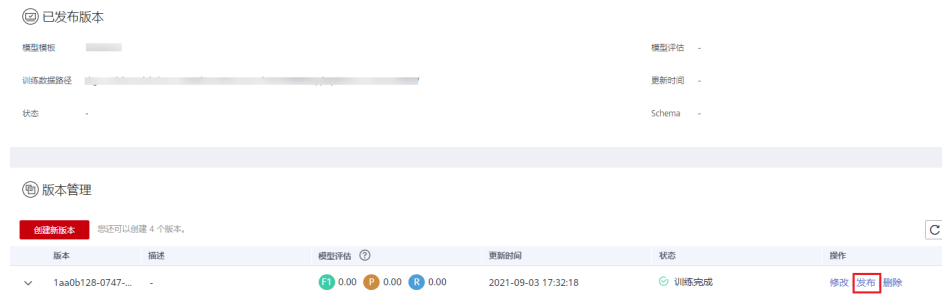 已发布版本
模型模板 模型评估 -
训练数据路径 更新时间 -
状态 - Schema -
版本管理
创建新版本 您还可以创建 4 个版本。
版本 描述 模型评估 ? 更新时间 状态 操作
1aa0b128-0747-... - F1 0.00 P 0.00 R 0.00 2021-09-03 17:32:18 训练完成 修改 发布 删除